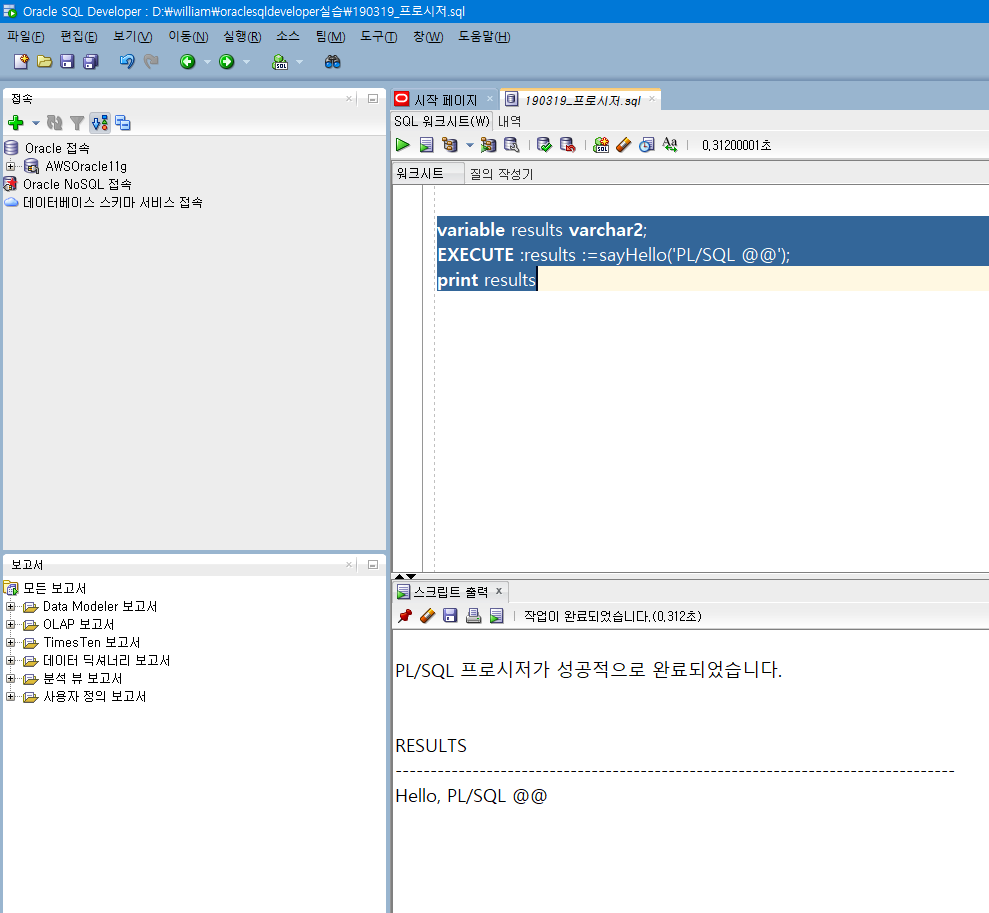 Oracle SQL Developer : D:₩william₩oraclesqldeveloper실습₩190319_프로시저.sql
파일(F) 편집(E) 보기(V) 이동(N) 실행(R) 소스 팀(M) 도구(T) 창(W) 도움말(H)
접속
Oracle 접속
AWSOracle11g
Oracle NoSQL 접속
데이터베이스 스키마 서비스 접속
보고서
모든 보고서
Data Modeler 보고서
OLAP 보고서
TimesTen 보고서
데이터 딕셔너리 보고서
분석 뷰 보고서
사용자 정의 보고서
시작 페이지 190319_프로시저.sql
SQL 워크시트(W) 내역
0,31200001초
워크시트 질의 작성기
variable results varchar2;
EXECUTE :results :=sayHello('PL/SQL @@');
print results
스크립트 출력
작업이 완료되었습니다.(0,312초)
PL/SQL 프로시저가 성공적으로 완료되었습니다.
RESULTS
--------------------------------------------------------------------------------
Hello, PL/SQL @@